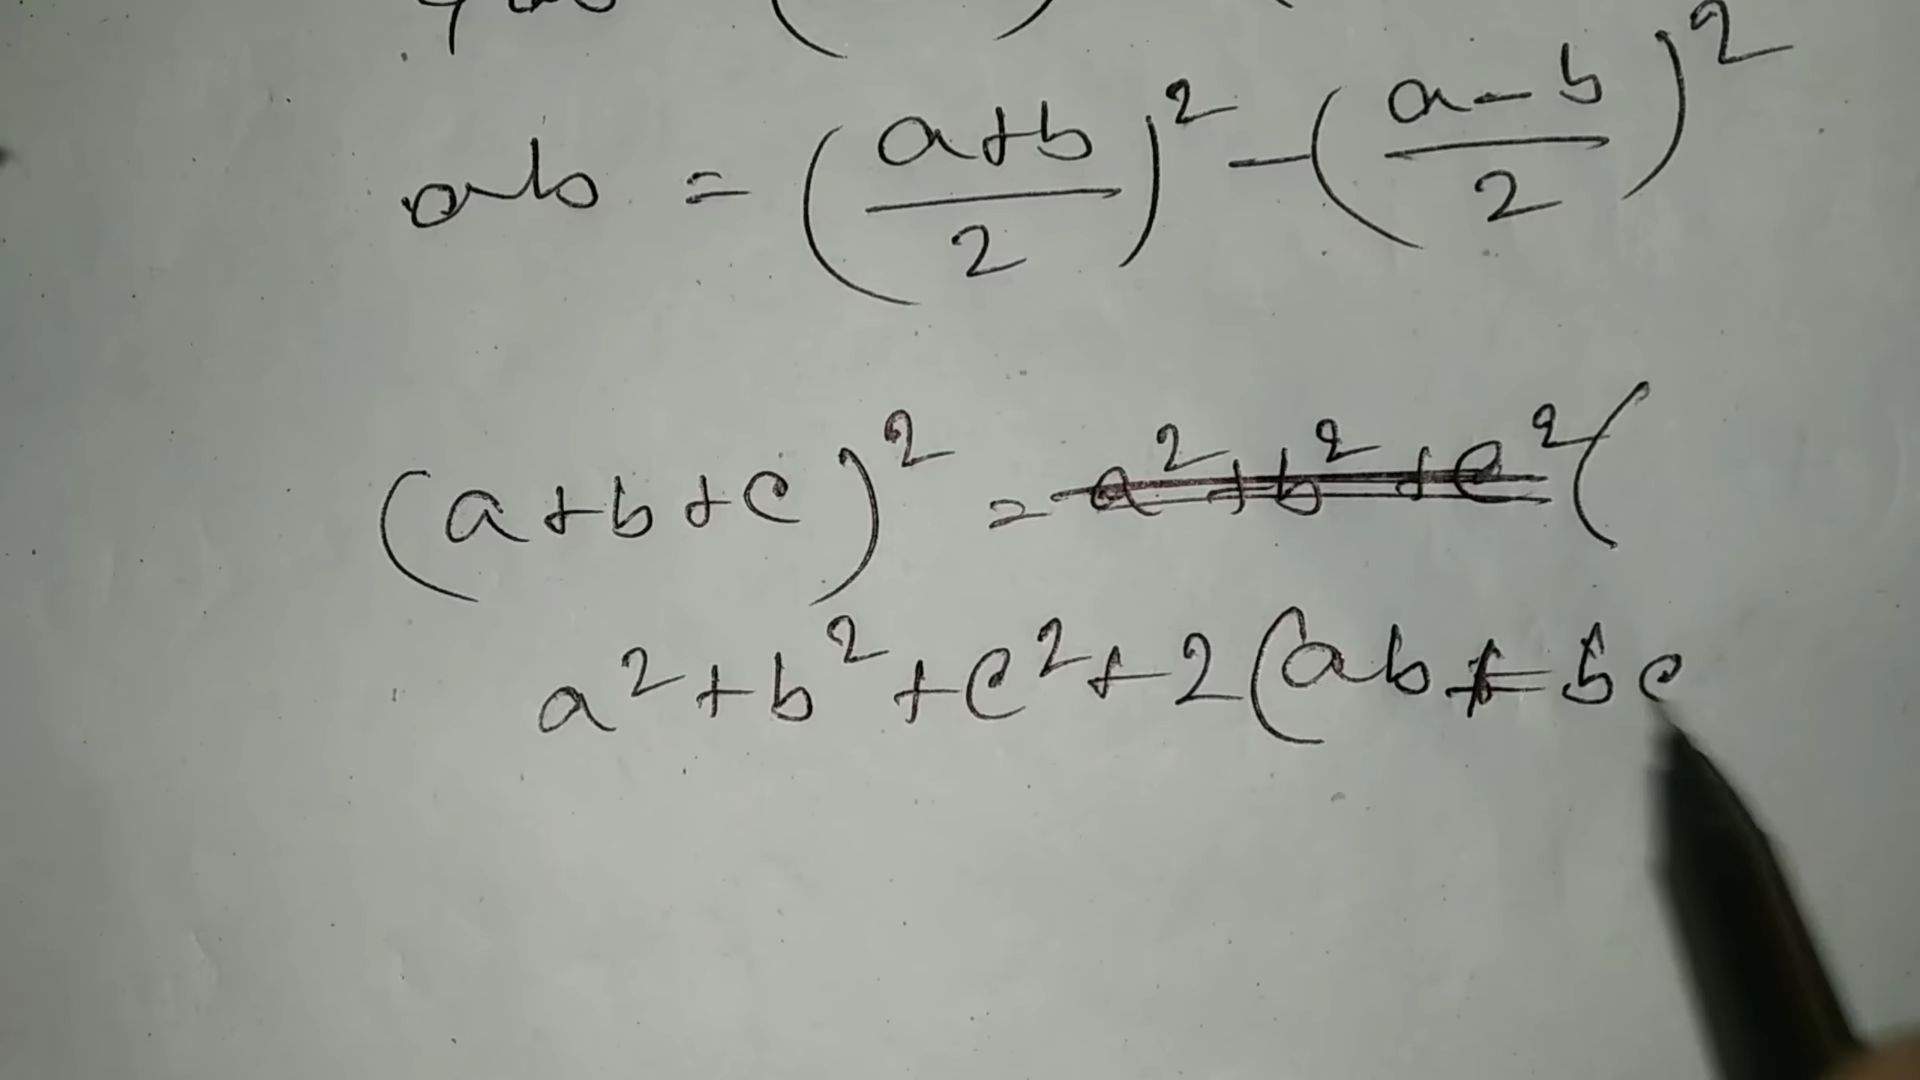 ab = (a+b/2)² - (a-b/2)²
(a+b+c)² = a²+b²+c² (
a²+b²+c²+2(ab+bc